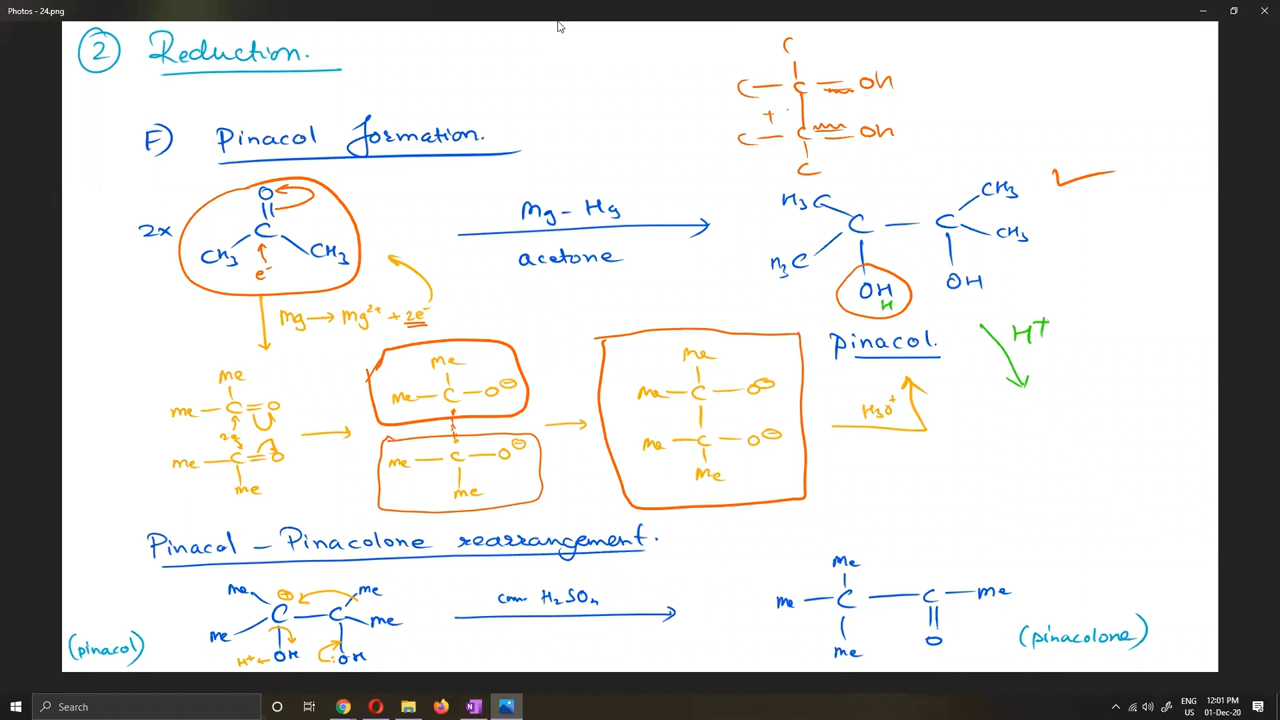 Photos - 24.png
② Reduction.
C
C — C = OH
+
C — C = OH
C
F) Pinacol formation.
O
2x
C
CH3
CH3
e-
Mg - Hg
acetone
H3C
CH3
C — C
H3C
CH3
OH
OH
H
pinacol.
H+
Mg → Mg2+ + 2e-
me
me — C = O
2e
me — C = O
me
me
me — C — O⊖
me — C — O⊖
me
me
me — C — O⊖
me — C — O⊖
me
H3O+
Pinacol - Pinacolone rearrangement.
me
⊕
me
C — C
me
me
H+ ← OH
:OH
(pinacol)
H2SO4
me
me — C — C — me
me
O
(pinacolone)
Search
ENG
US
12:01 PM
01-Dec-20